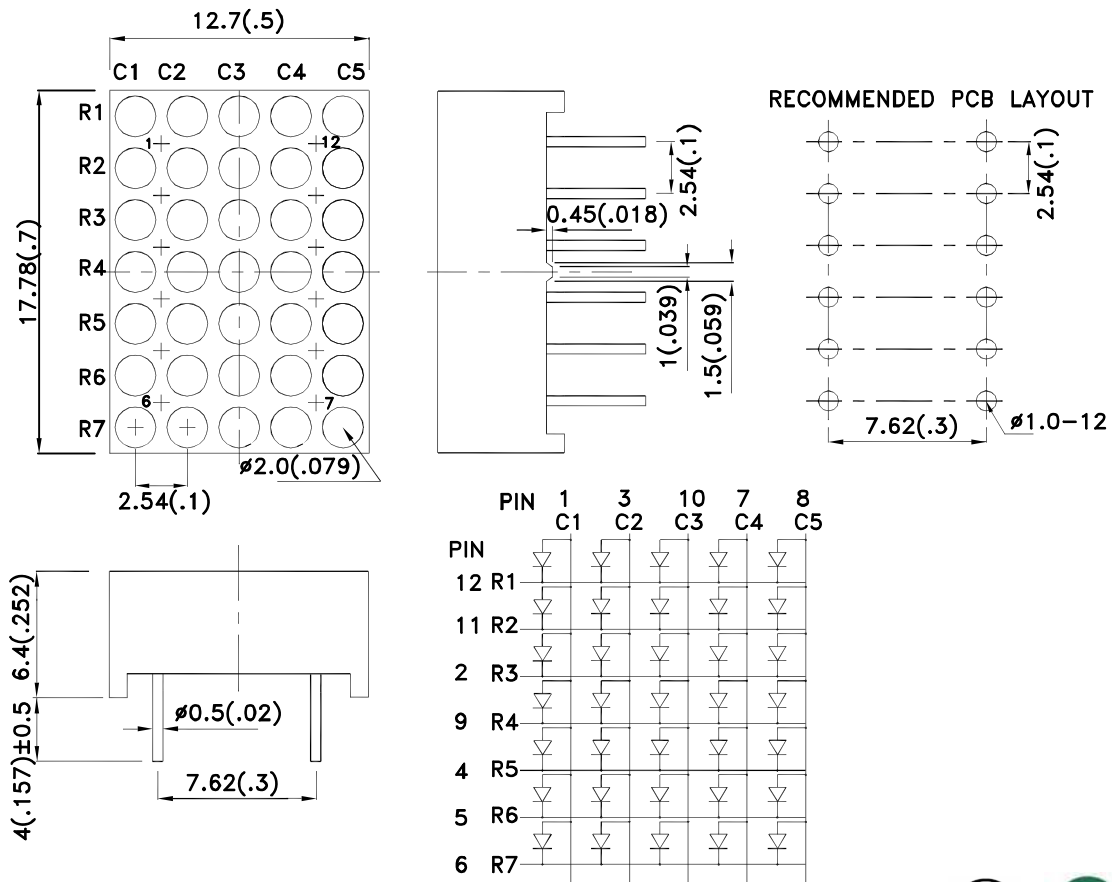 12.7(.5)
C1 C2 C3 C4 C5
R1
R2
R3
R4
R5
R6
R7
1
12
6
7
17.78(.7)
ø2.0(.079)
2.54(.1)
2.54(.1)
0.45(.018)
1(.039)
1.5(.059)
RECOMMENDED PCB LAYOUT
2.54(.1)
7.62(.3)
ø1.0-12
6.4(.252)
4(.157)±0.5
ø0.5(.02)
7.62(.3)
PIN 1 3 10 7 8
C1 C2 C3 C4 C5
PIN
12 R1
11 R2
2 R3
9 R4
4 R5
5 R6
6 R7